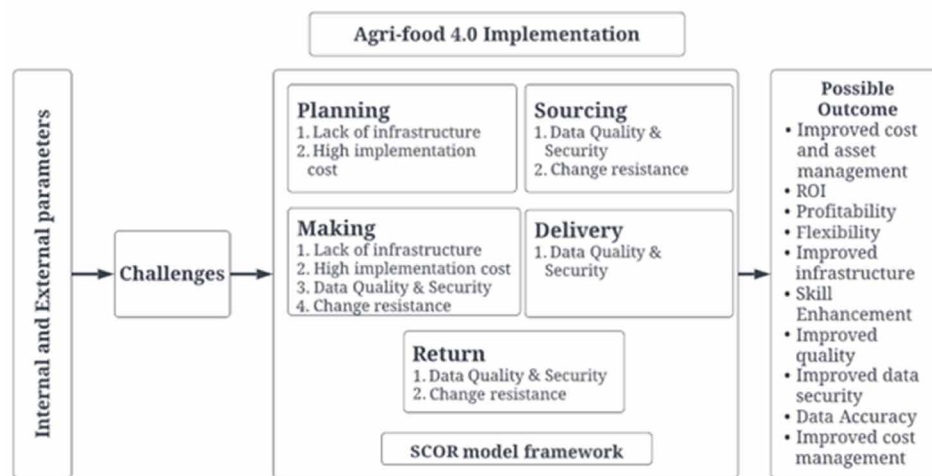 Agri-food 4.0 Implementation
Internal and External parameters
Challenges
Planning
1. Lack of infrastructure
2. High implementation
cost
Sourcing
1. Data Quality &
Security
2. Change resistance
Making
1. Lack of infrastructure
2. High implementation cost
3. Data Quality & Security
4. Change resistance
Delivery
1. Data Quality &
Security
Return
1. Data Quality & Security
2. Change resistance
SCOR model framework
Possible
Outcome
• Improved cost
and asset
management
• ROI
• Profitability
• Flexibility
• Improved
infrastructure
• Skill
Enhancement
• Improved
quality
• Improved data
security
• Data Accuracy
• Improved cost
management